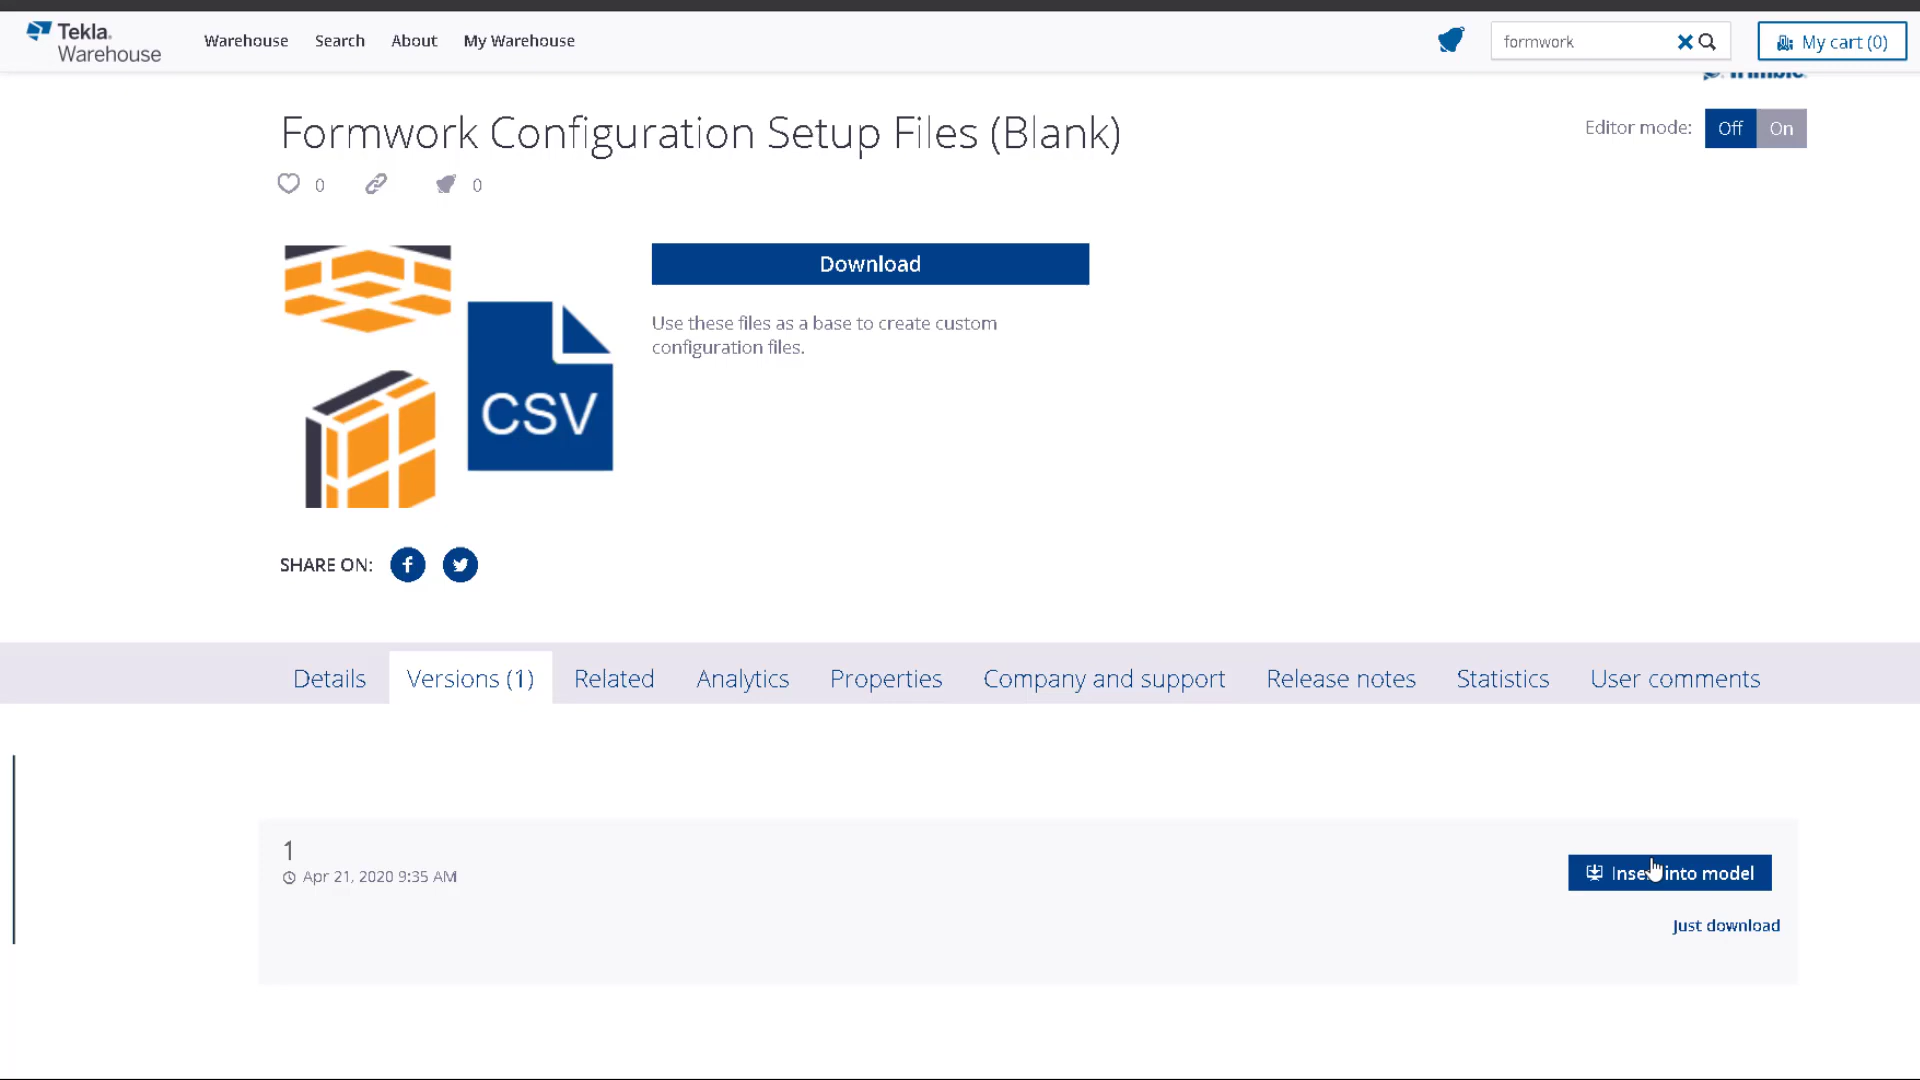 Tekla.
Warehouse
Warehouse
Search
About
My Warehouse
formwork
My cart (0)
Formwork Configuration Setup Files (Blank)
Editor mode:
Off
On
0
0
Download
Use these files as a base to create custom
configuration files.
CSV
SHARE ON:
Details
Versions (1)
Related
Analytics
Properties
Company and support
Release notes
Statistics
User comments
1
Apr 21, 2020 9:35 AM
into model
Just download